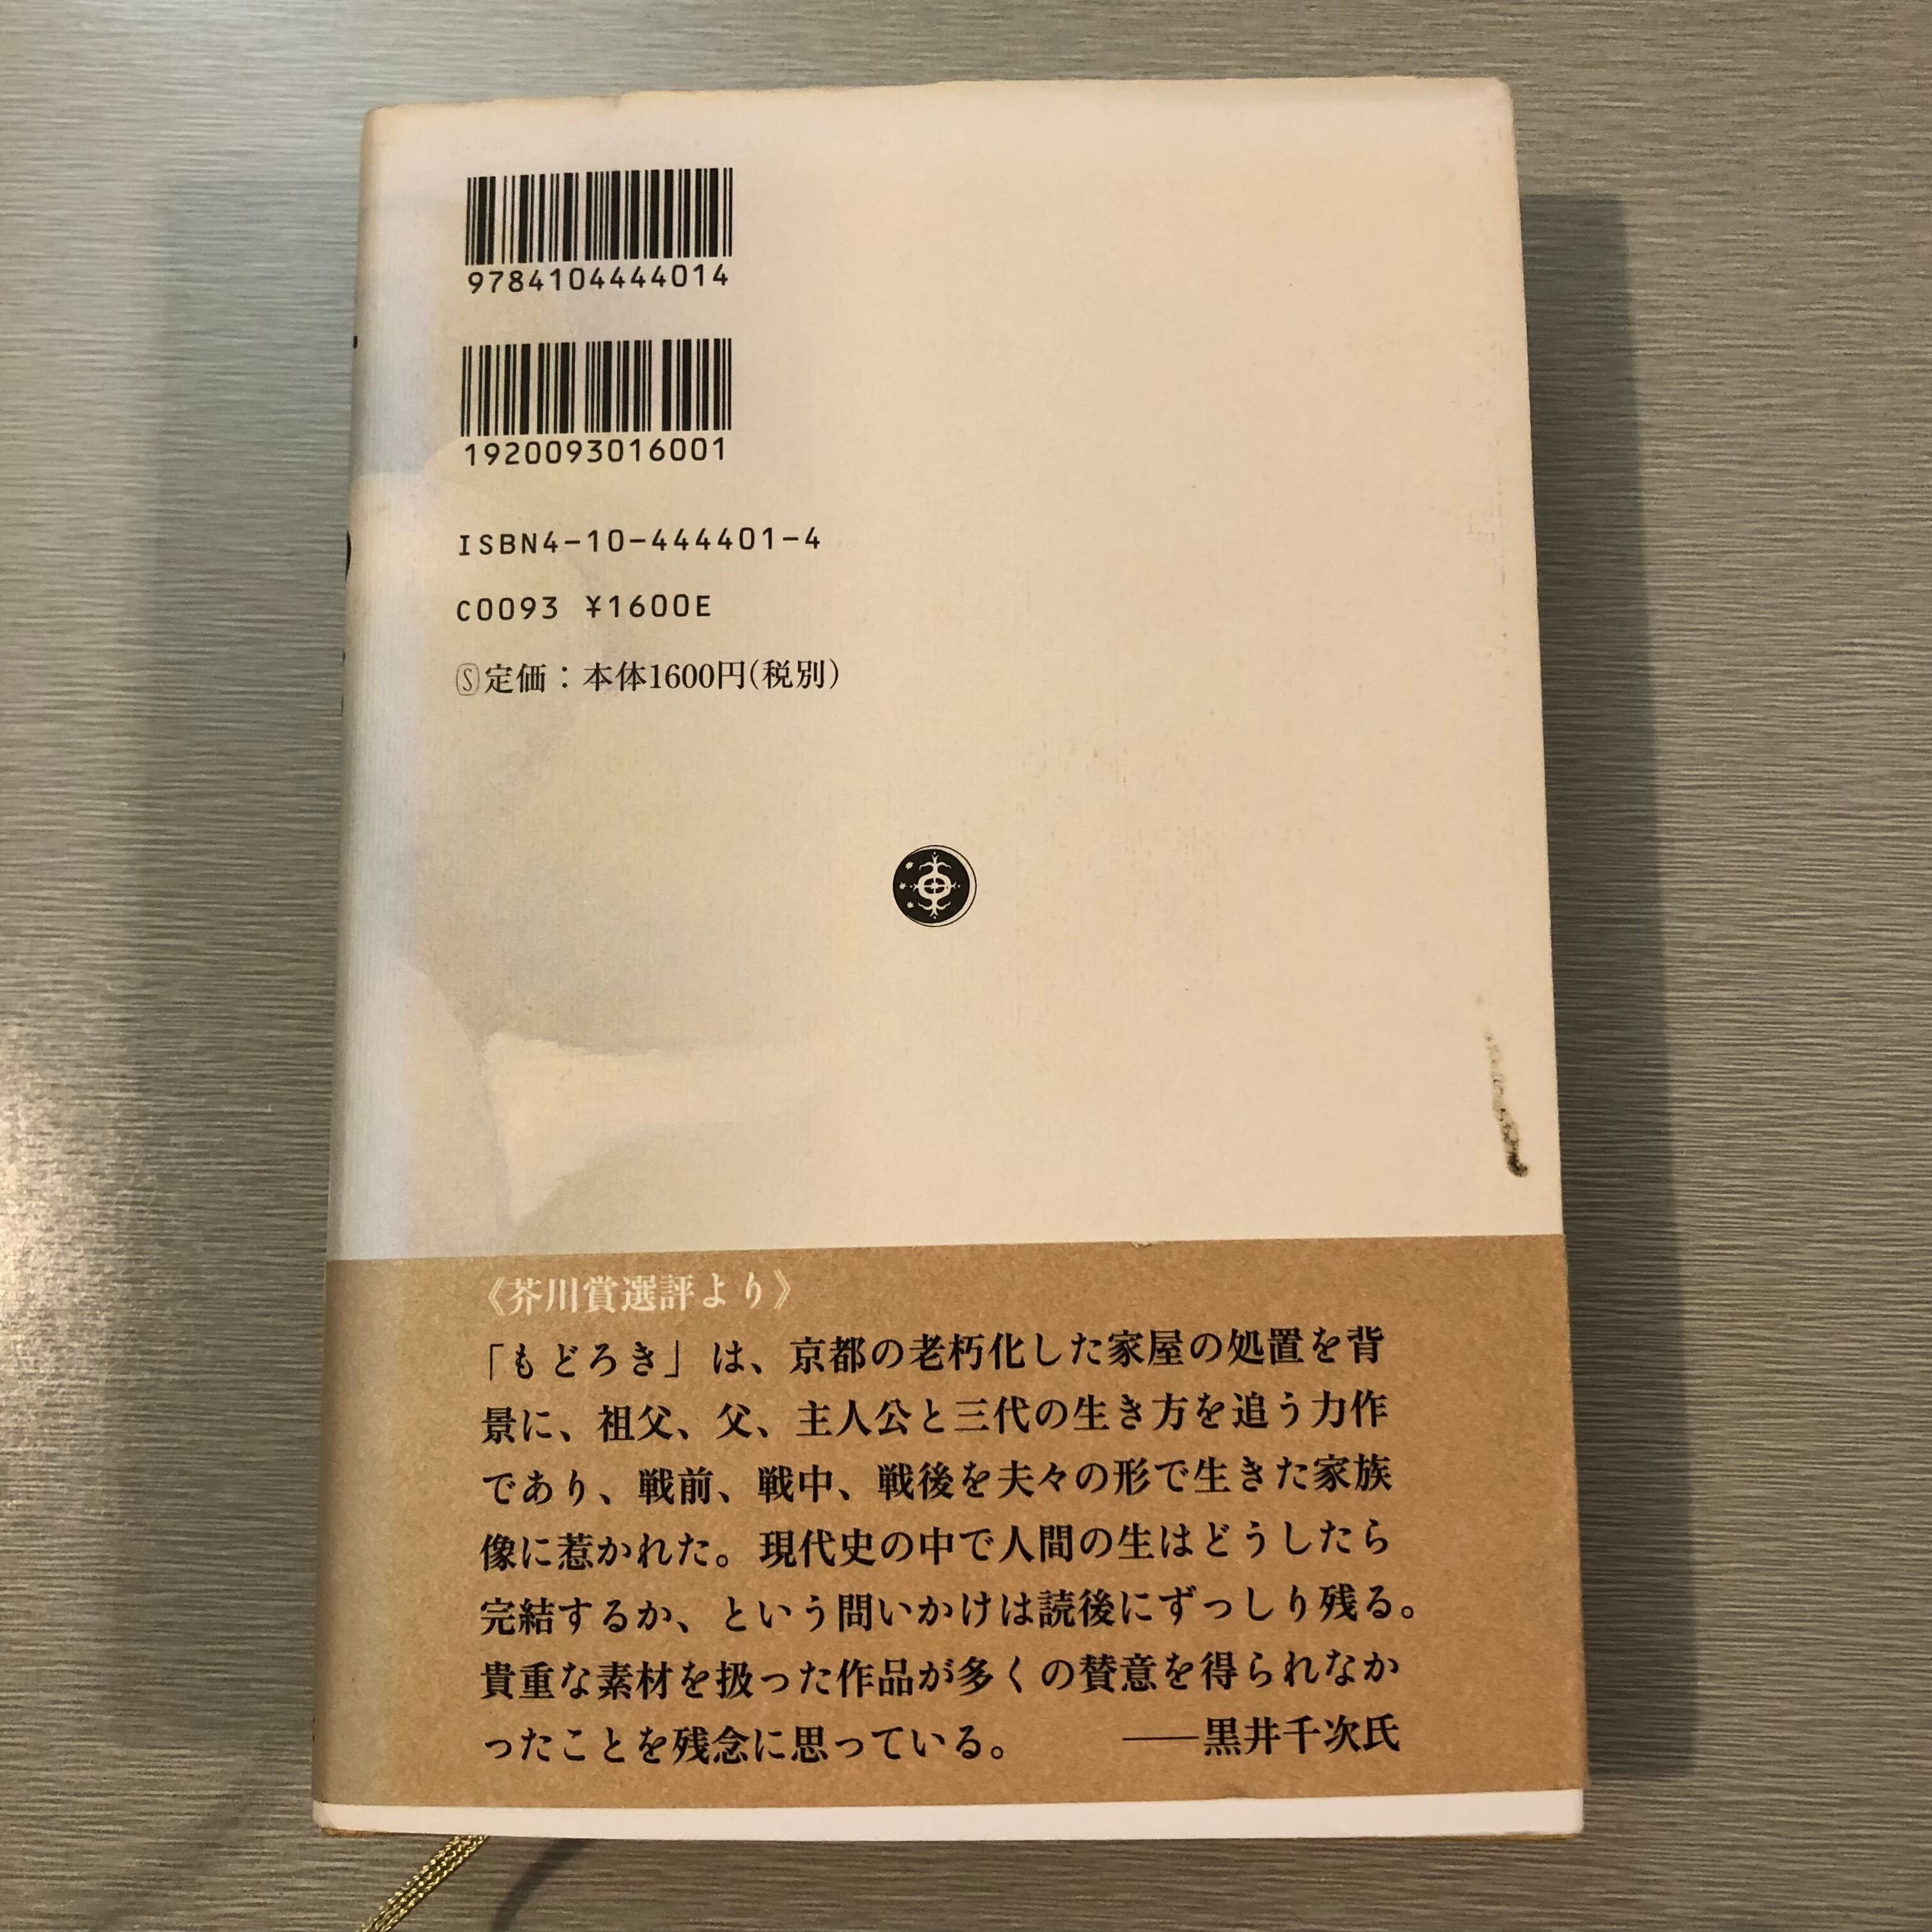 9784104444014
1920093016001
ISBN4-10-444401-4
C0093 ¥1600E
Ⓢ定価：本体1600円(税別)
《芥川賞選評より》
「もどろき」は、京都の老朽化した家屋の処置を背
景に、祖父、父、主人公と三代の生き方を追う力作
であり、戦前、戦中、戦後を夫々の形で生きた家族
像に惹かれた。現代史の中で人間の生はどうしたら
完結するか、という問いかけは読後にずっしり残る。
貴重な素材を扱った作品が多くの賛意を得られなか
ったことを残念に思っている。 ——黒井千次氏